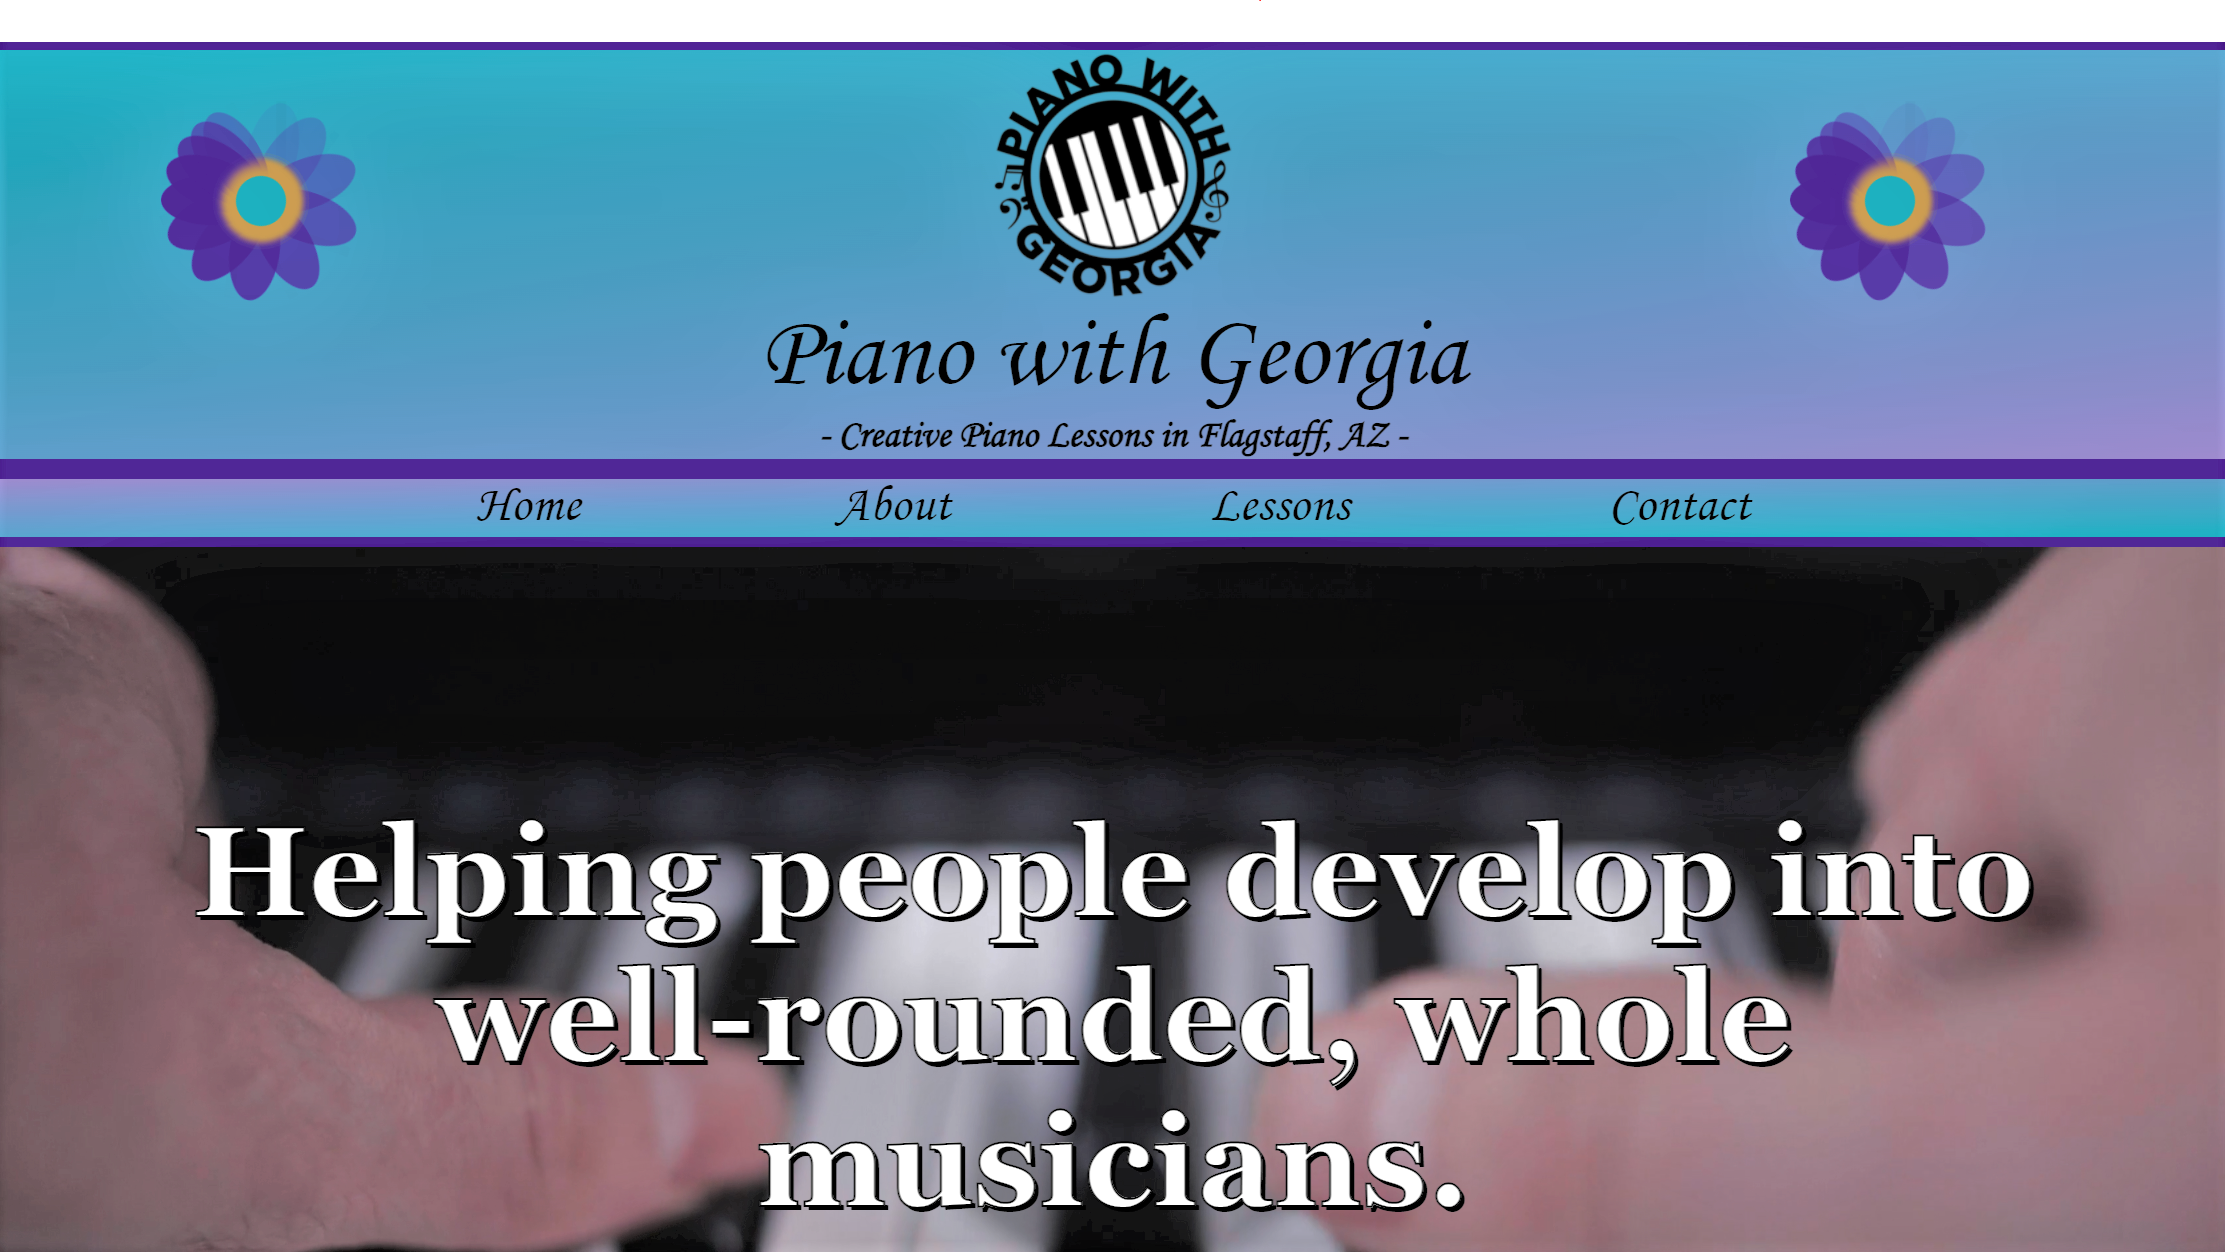 PIANO WITH
GEORGIA
Piano with Georgia
- Creative Piano Lessons in Flagstaff, AZ -
Home About Lessons Contact
Helping people develop into
well-rounded, whole
musicians.